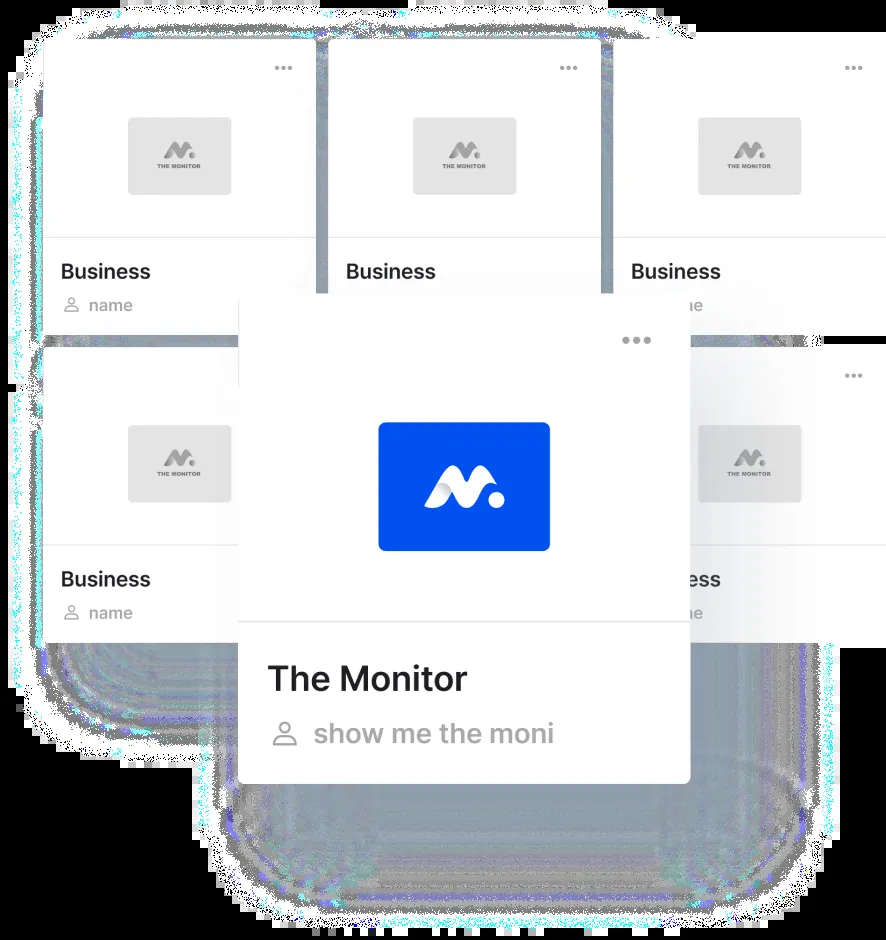 THE MONITOR
THE MONITOR
THE MONITOR
Business
Business
Business
name
ne
THE MONITOR
THE MONITOR
Business
ess
name
ne
The Monitor
show me the moni